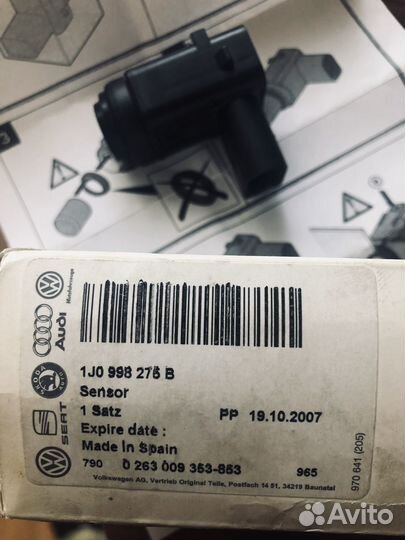 3
Audi
SKODA
SEAT
1J0 998 275 B
Sensor
1 Satz PP 19.10.2007
Expire date :
Made in Spain
790 0 263 009 353-853 965
Volkswagen AG, Vertrieb Original Teile, Postfach 14 51, 34219 Baunatal
970 641 (205)
Avito